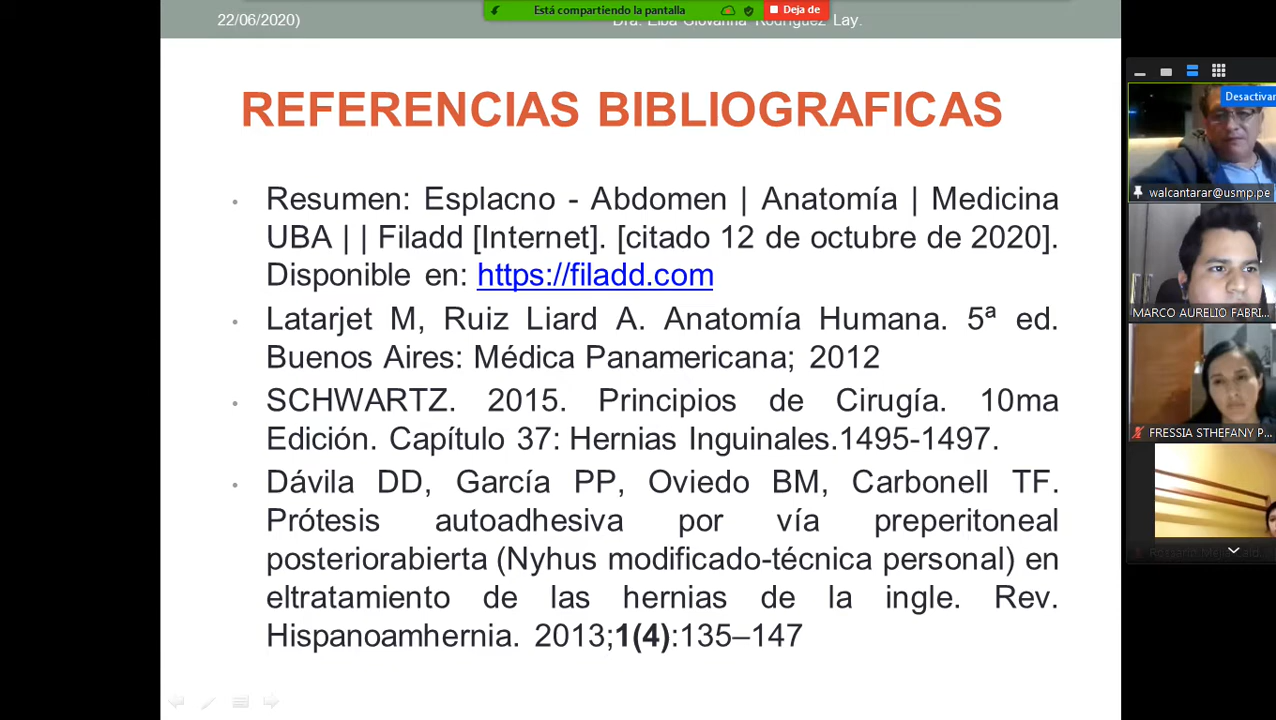 Está compartiendo la pantalla
Deja de
22/06/2020)
Dra. Elba Giovanna Rodríguez Lay.
REFERENCIAS BIBLIOGRAFICAS
Resumen: Esplacno - Abdomen | Anatomía | Medicina
UBA | | Filadd [Internet]. [citado 12 de octubre de 2020].
Disponible en: https://filadd.com
Latarjet M, Ruiz Liard A. Anatomía Humana. 5ª ed.
Buenos Aires: Médica Panamericana; 2012
SCHWARTZ. 2015. Principios de Cirugía. 10ma
Edición. Capítulo 37: Hernias Inguinales.1495-1497.
Dávila DD, García PP, Oviedo BM, Carbonell TF.
Prótesis autoadhesiva por vía preperitoneal
posteriorabierta (Nyhus modificado-técnica personal) en
eltratamiento de las hernias de la ingle. Rev.
Hispanoamhernia. 2013;1(4):135–147
Desactivar
walcantarar@usmp.pe
MARCO AURELIO FABRI...
FRESSIA STHEFANY P...